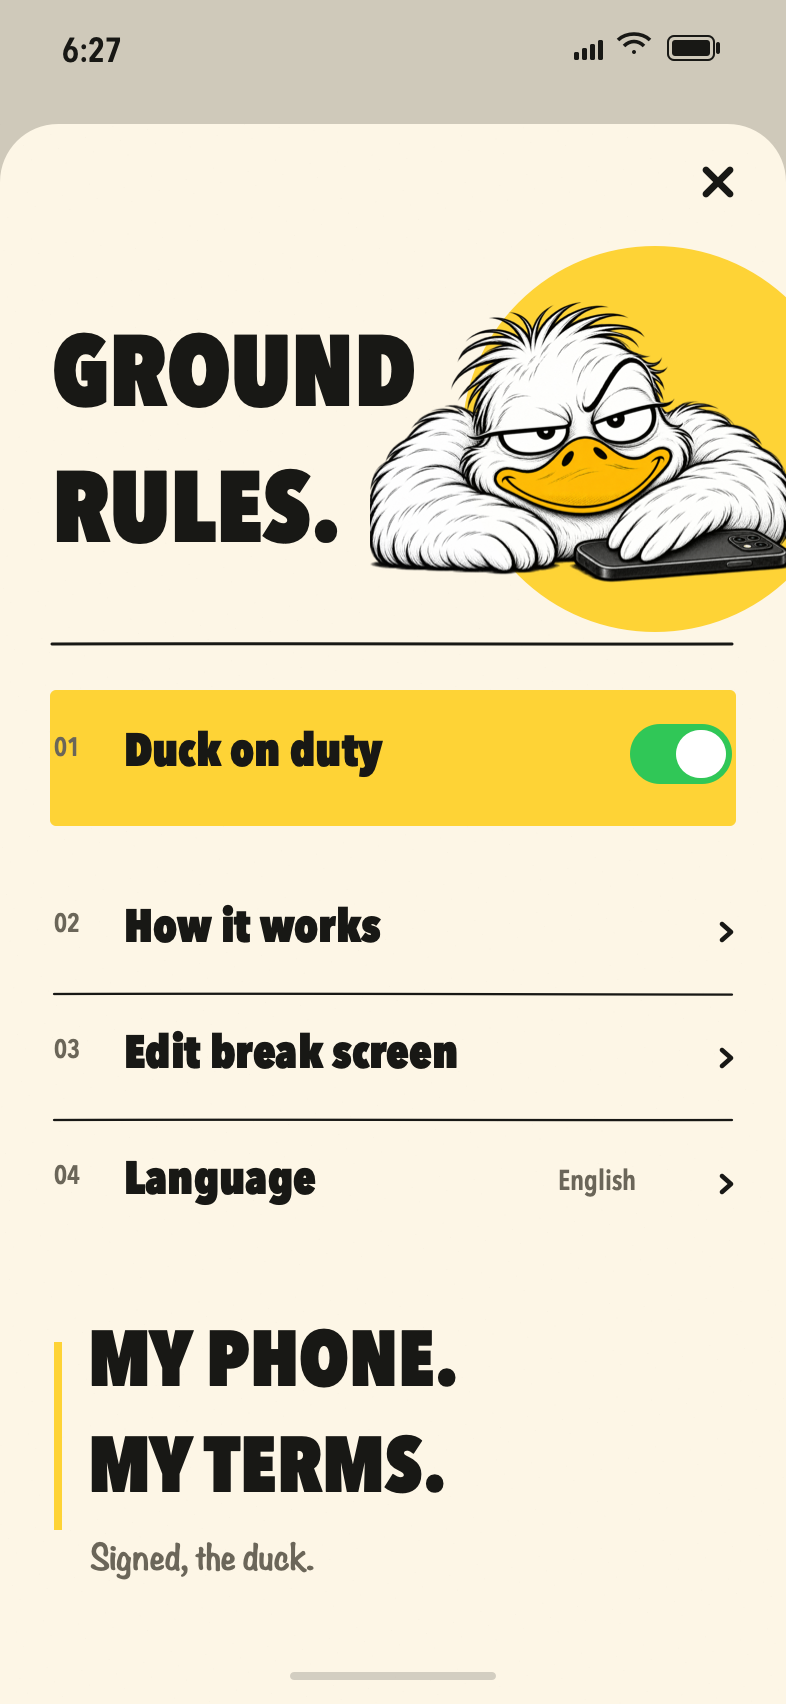 6:27
GROUND
RULES.
01 Duck on duty
02 How it works
03 Edit break screen
04 Language English
MY PHONE.
MY TERMS.
Signed, the duck.